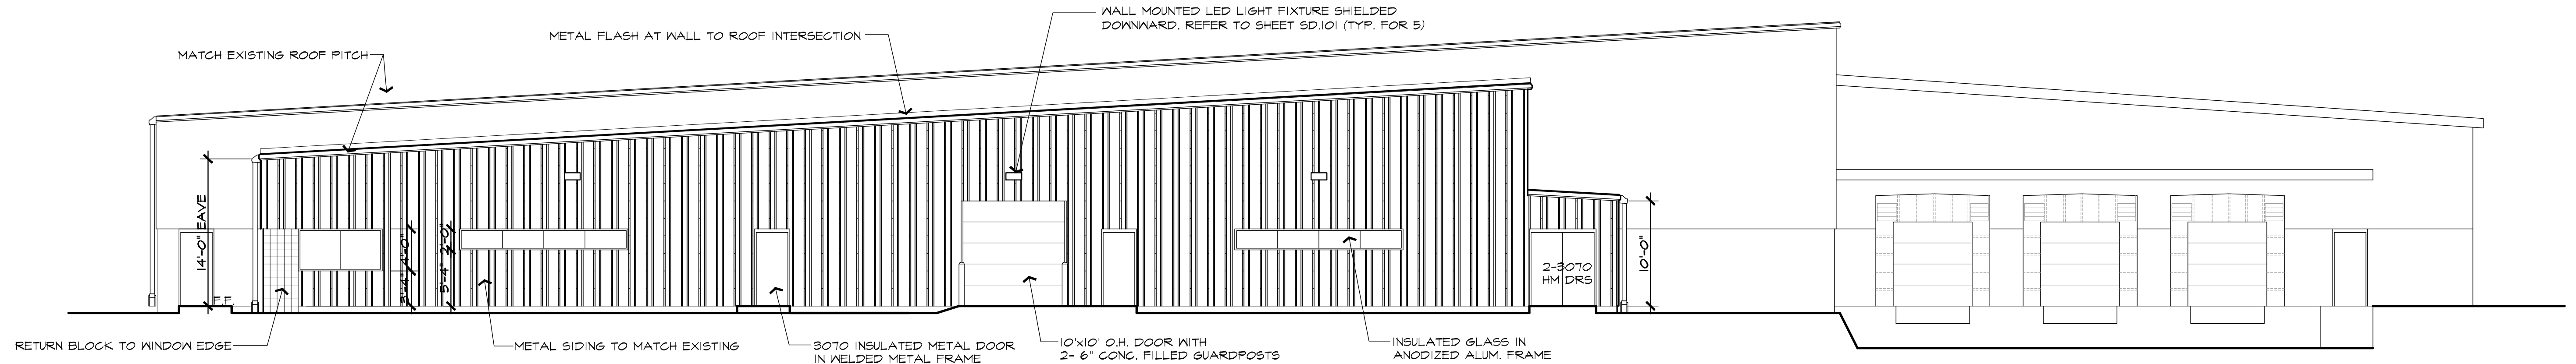 WALL MOUNTED LED LIGHT FIXTURE SHIELDED
DOWNWARD. REFER TO SHEET SD.101 (TYP. FOR 5)
METAL FLASH AT WALL TO ROOF INTERSECTION
MATCH EXISTING ROOF PITCH
14'-0" EAVE
F.F.
3'-4"
4'-0"
5'-4"
2'-0"
2-3070
HM DRS
10'-0"
RETURN BLOCK TO WINDOW EDGE
METAL SIDING TO MATCH EXISTING
3070 INSULATED METAL DOOR
IN WELDED METAL FRAME
10'x10' O.H. DOOR WITH
2- 6" CONC. FILLED GUARDPOSTS
INSULATED GLASS IN
ANODIZED ALUM. FRAME